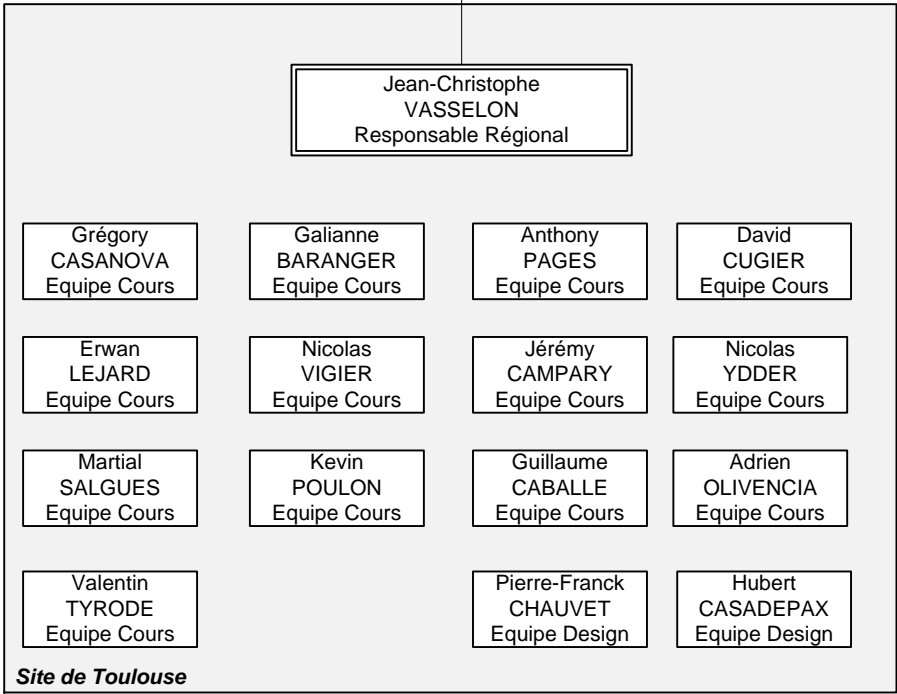 Jean-Christophe
VASSELON
Responsable Régional
Grégory
CASANOVA
Equipe Cours
Galianne
BARANGER
Equipe Cours
Anthony
PAGES
Equipe Cours
David
CUGIER
Equipe Cours
Erwan
LEJARD
Equipe Cours
Nicolas
VIGIER
Equipe Cours
Jérémy
CAMPARY
Equipe Cours
Nicolas
YDDER
Equipe Cours
Martial
SALGUES
Equipe Cours
Kevin
POULON
Equipe Cours
Guillaume
CABALLE
Equipe Cours
Adrien
OLIVENCIA
Equipe Cours
Valentin
TYRODE
Equipe Cours
Pierre-Franck
CHAUVET
Equipe Design
Hubert
CASADEPAX
Equipe Design
Site de Toulouse